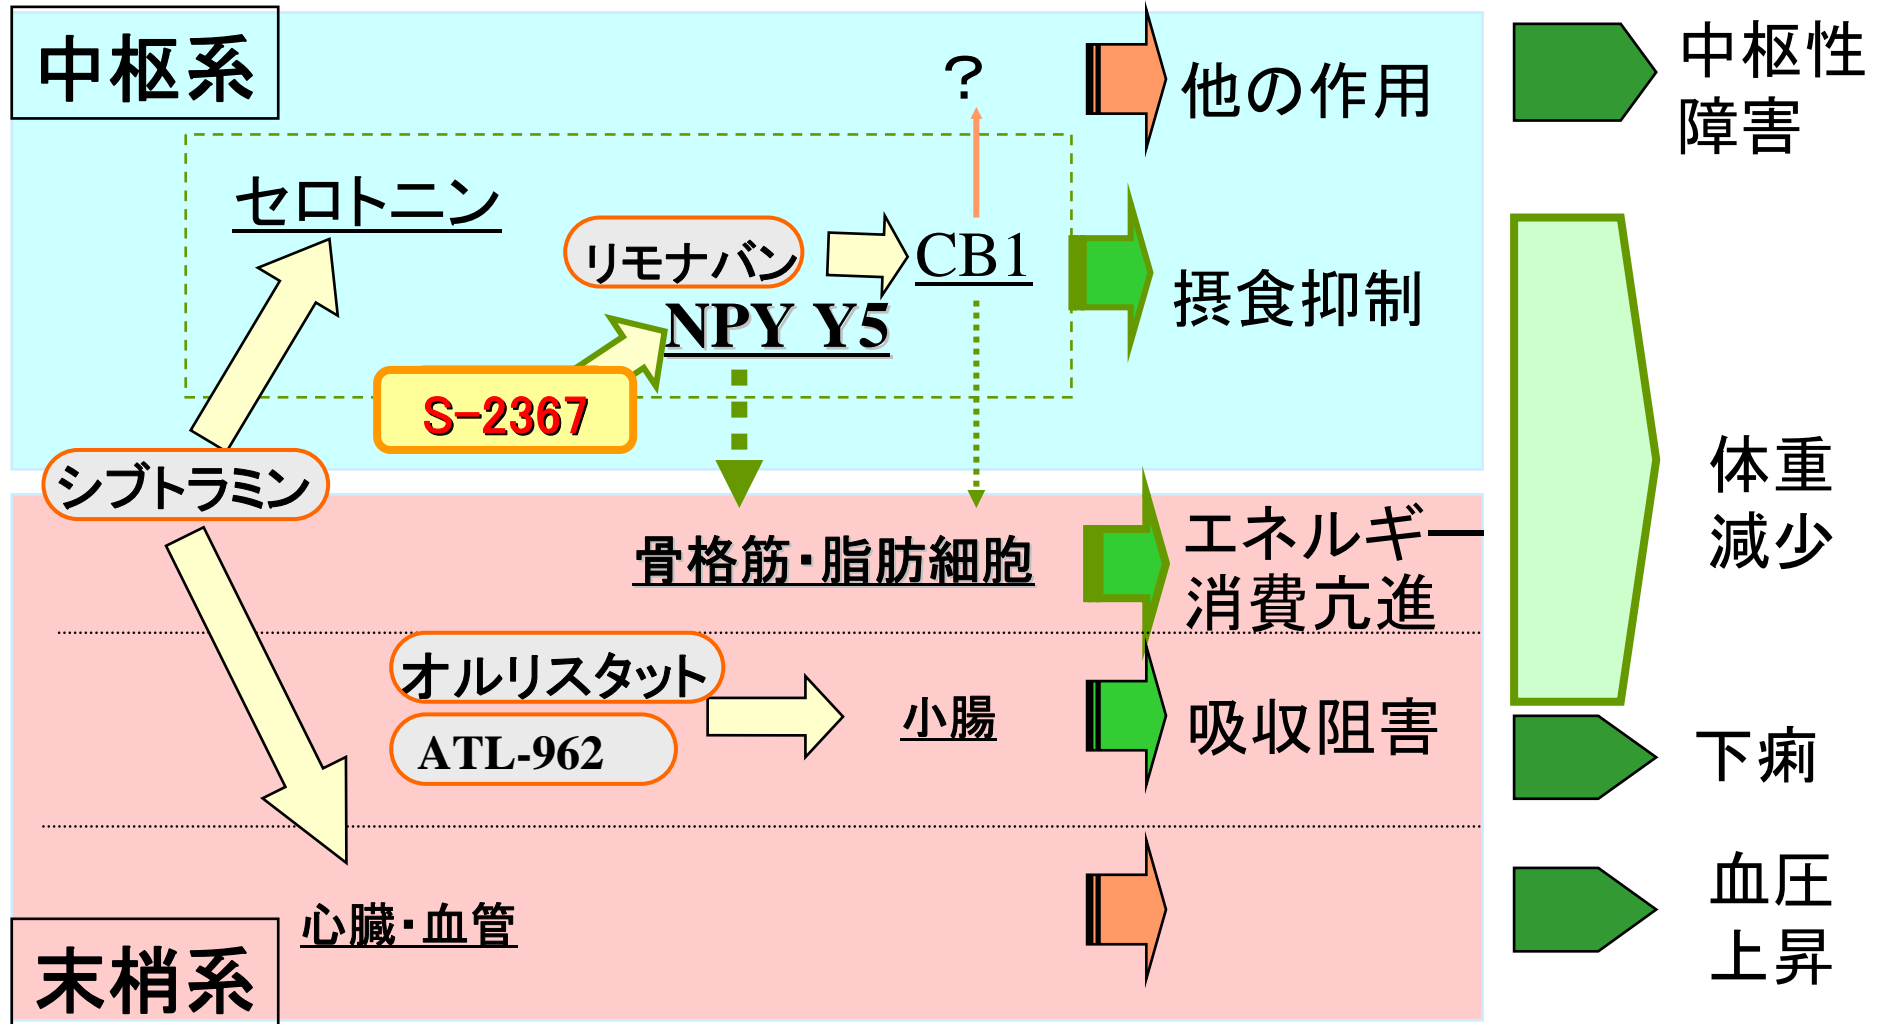 中枢系
?
他の作用
中枢性
障害
セロトニン
リモナバン
CB1
摂食抑制
NPY Y5
S-2367
シブトラミン
体重
減少
骨格筋・脂肪細胞
エネルギー
消費亢進
オルリスタット
ATL-962
小腸
吸収阻害
下痢
心臓・血管
血圧
上昇
末梢系